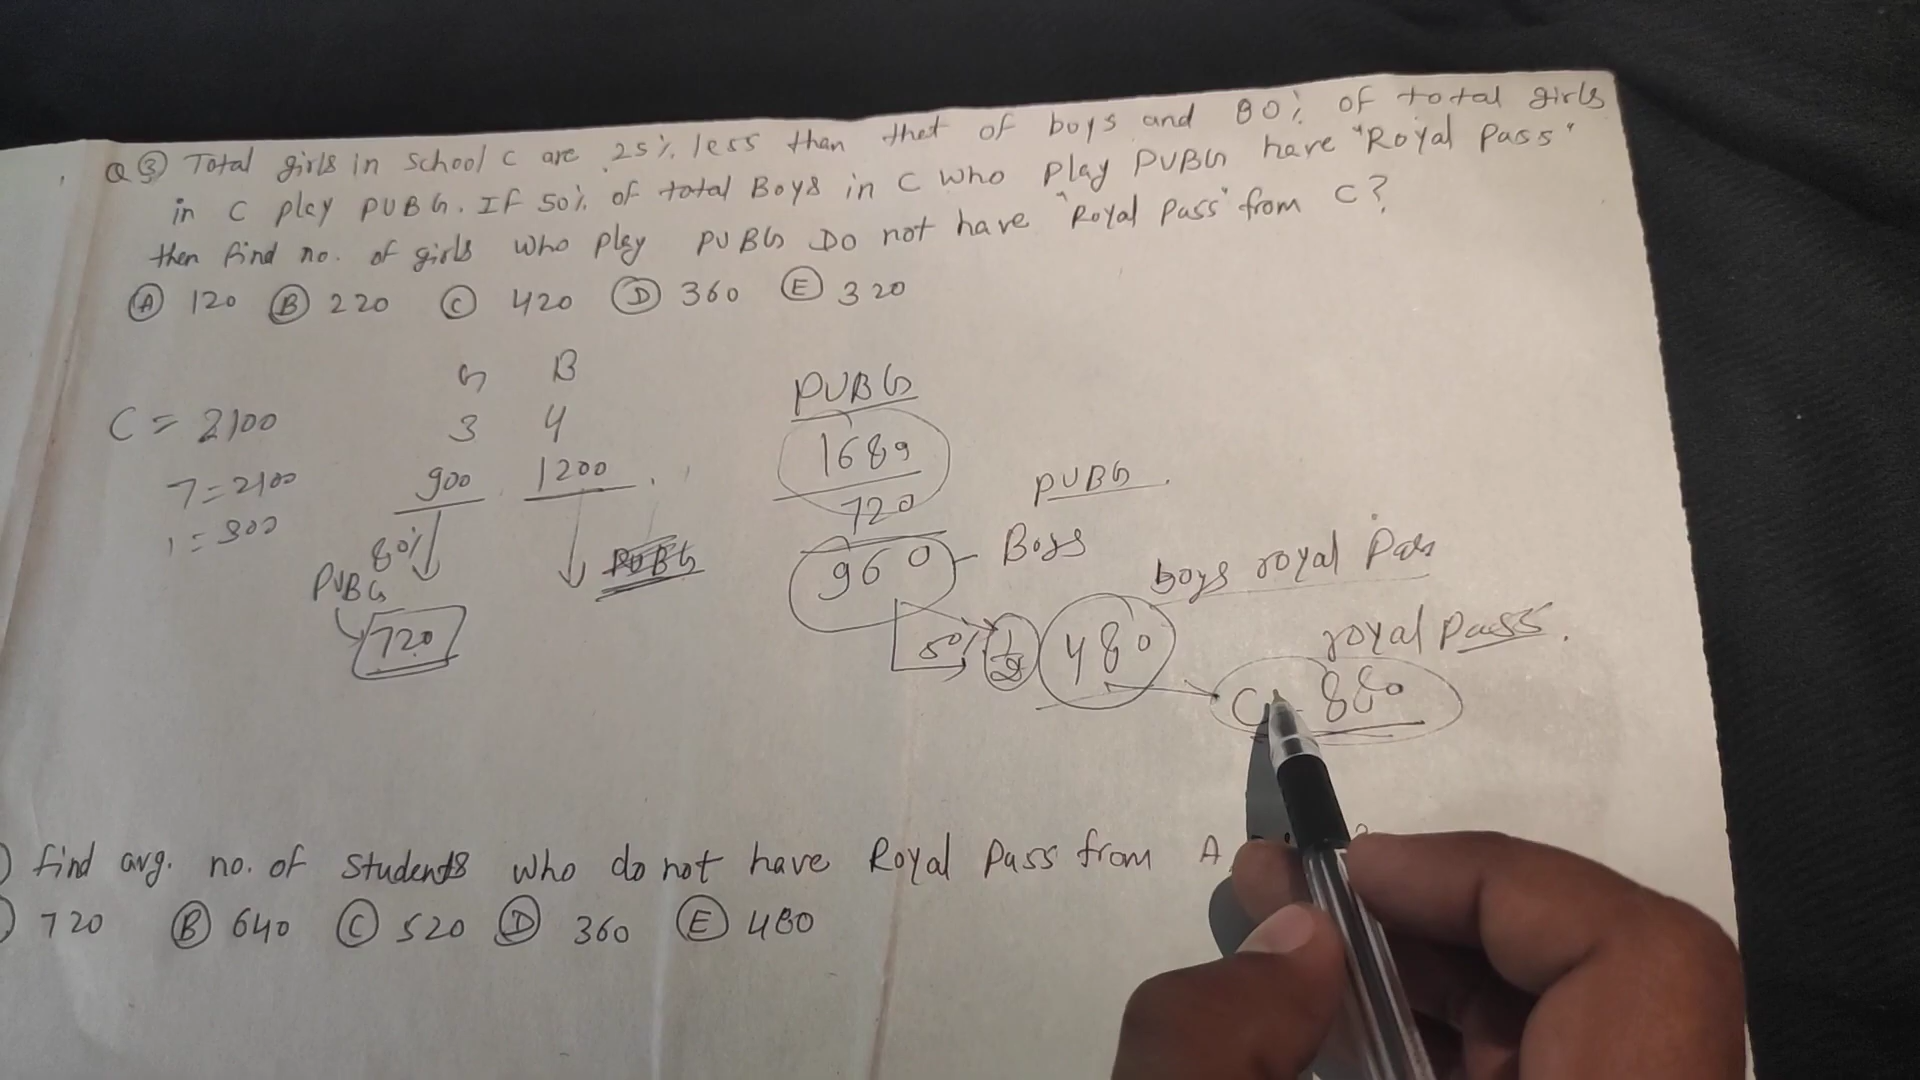 Q③ Total girls in school C are 25% less than that of boys and 80% of total girls
in C play PUBG. If 50% of total Boys in C who play PUBG have "Royal Pass"
then find no. of girls who play PUBG Do not have "Royal Pass" from C?
Ⓐ 120 Ⓑ 220 Ⓒ 420 Ⓓ 360 Ⓔ 320
G B
C = 2100 3 4
7 = 2100 900 1200
1 = 300
80%
PUBG
720
PUBG
PUBG
1680
720
960 - Boys
PUBG
50% 1/2 480
boys royal Pass
royal Pass.
C 880
find avg. no. of students who do not have Royal Pass from A,
720 Ⓑ 640 Ⓒ 520 Ⓓ 360 Ⓔ 480